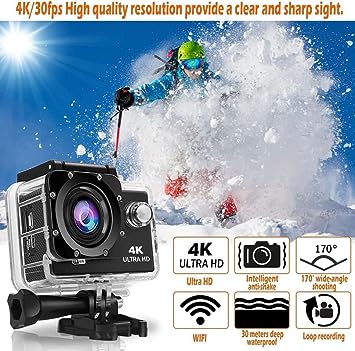 4K/30fps High quality resolution provide a clear and sharp sight.
4K
ULTRA HD
4K
ULTRA HD
Ultra HD
Intelligent
anti-shake
170°
170° wide-angle
shooting
WIFI
30 meters deep
waterproof
Loop recording